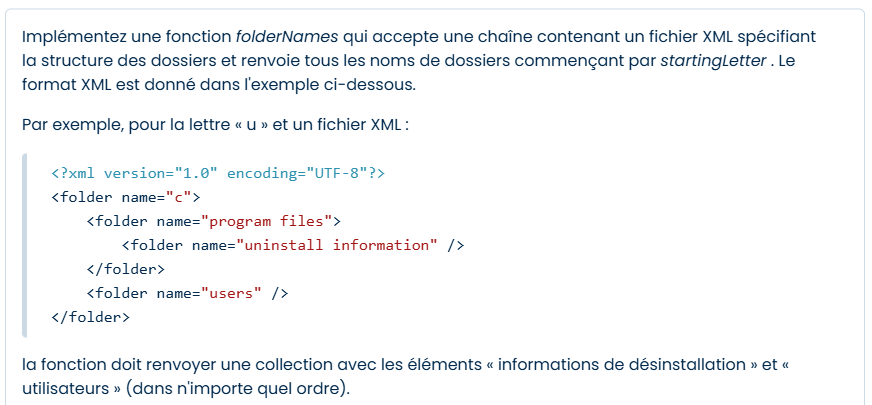 Implémentez une fonction folderNames qui accepte une chaîne contenant un fichier XML spécifiant
la structure des dossiers et renvoie tous les noms de dossiers commençant par startingLetter . Le
format XML est donné dans l'exemple ci-dessous.
Par exemple, pour la lettre « u » et un fichier XML :
<?xml version="1.0" encoding="UTF-8"?>
<folder name="c">
    <folder name="program files">
        <folder name="uninstall information" />
    </folder>
    <folder name="users" />
</folder>
la fonction doit renvoyer une collection avec les éléments « informations de désinstallation » et «
utilisateurs » (dans n'importe quel ordre).